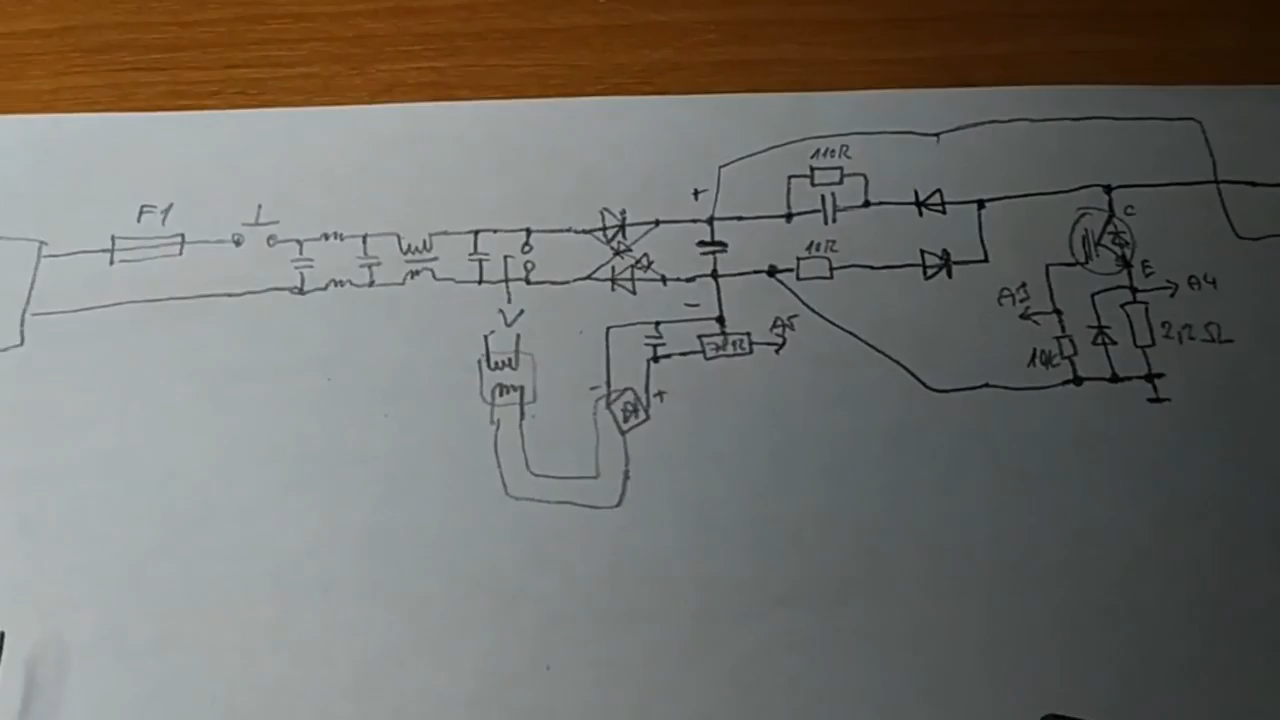 F1
+
110R
10R
-
C
E
A3
A4
10k
2,2 Ω
A5
-
+